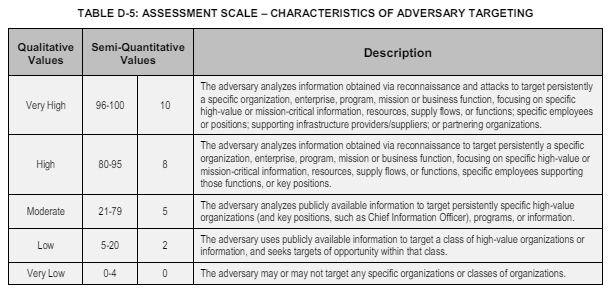 TABLE D-5: ASSESSMENT SCALE – CHARACTERISTICS OF ADVERSARY TARGETING
Qualitative
Values
Semi-Quantitative
Values
Description
Very High
96-100
10
The adversary analyzes information obtained via reconnaissance and attacks to target persistently
a specific organization, enterprise, program, mission or business function, focusing on specific
high-value or mission-critical information, resources, supply flows, or functions; specific employees
or positions; supporting infrastructure providers/suppliers; or partnering organizations.
High
80-95
8
The adversary analyzes information obtained via reconnaissance to target persistently a specific
organization, enterprise, program, mission or business function, focusing on specific high-value or
mission-critical information, resources, supply flows, or functions, specific employees supporting
those functions, or key positions.
Moderate
21-79
5
The adversary analyzes publicly available information to target persistently specific high-value
organizations (and key positions, such as Chief Information Officer), programs, or information.
Low
5-20
2
The adversary uses publicly available information to target a class of high-value organizations or
information, and seeks targets of opportunity within that class.
Very Low
0-4
0
The adversary may or may not target any specific organizations or classes of organizations.